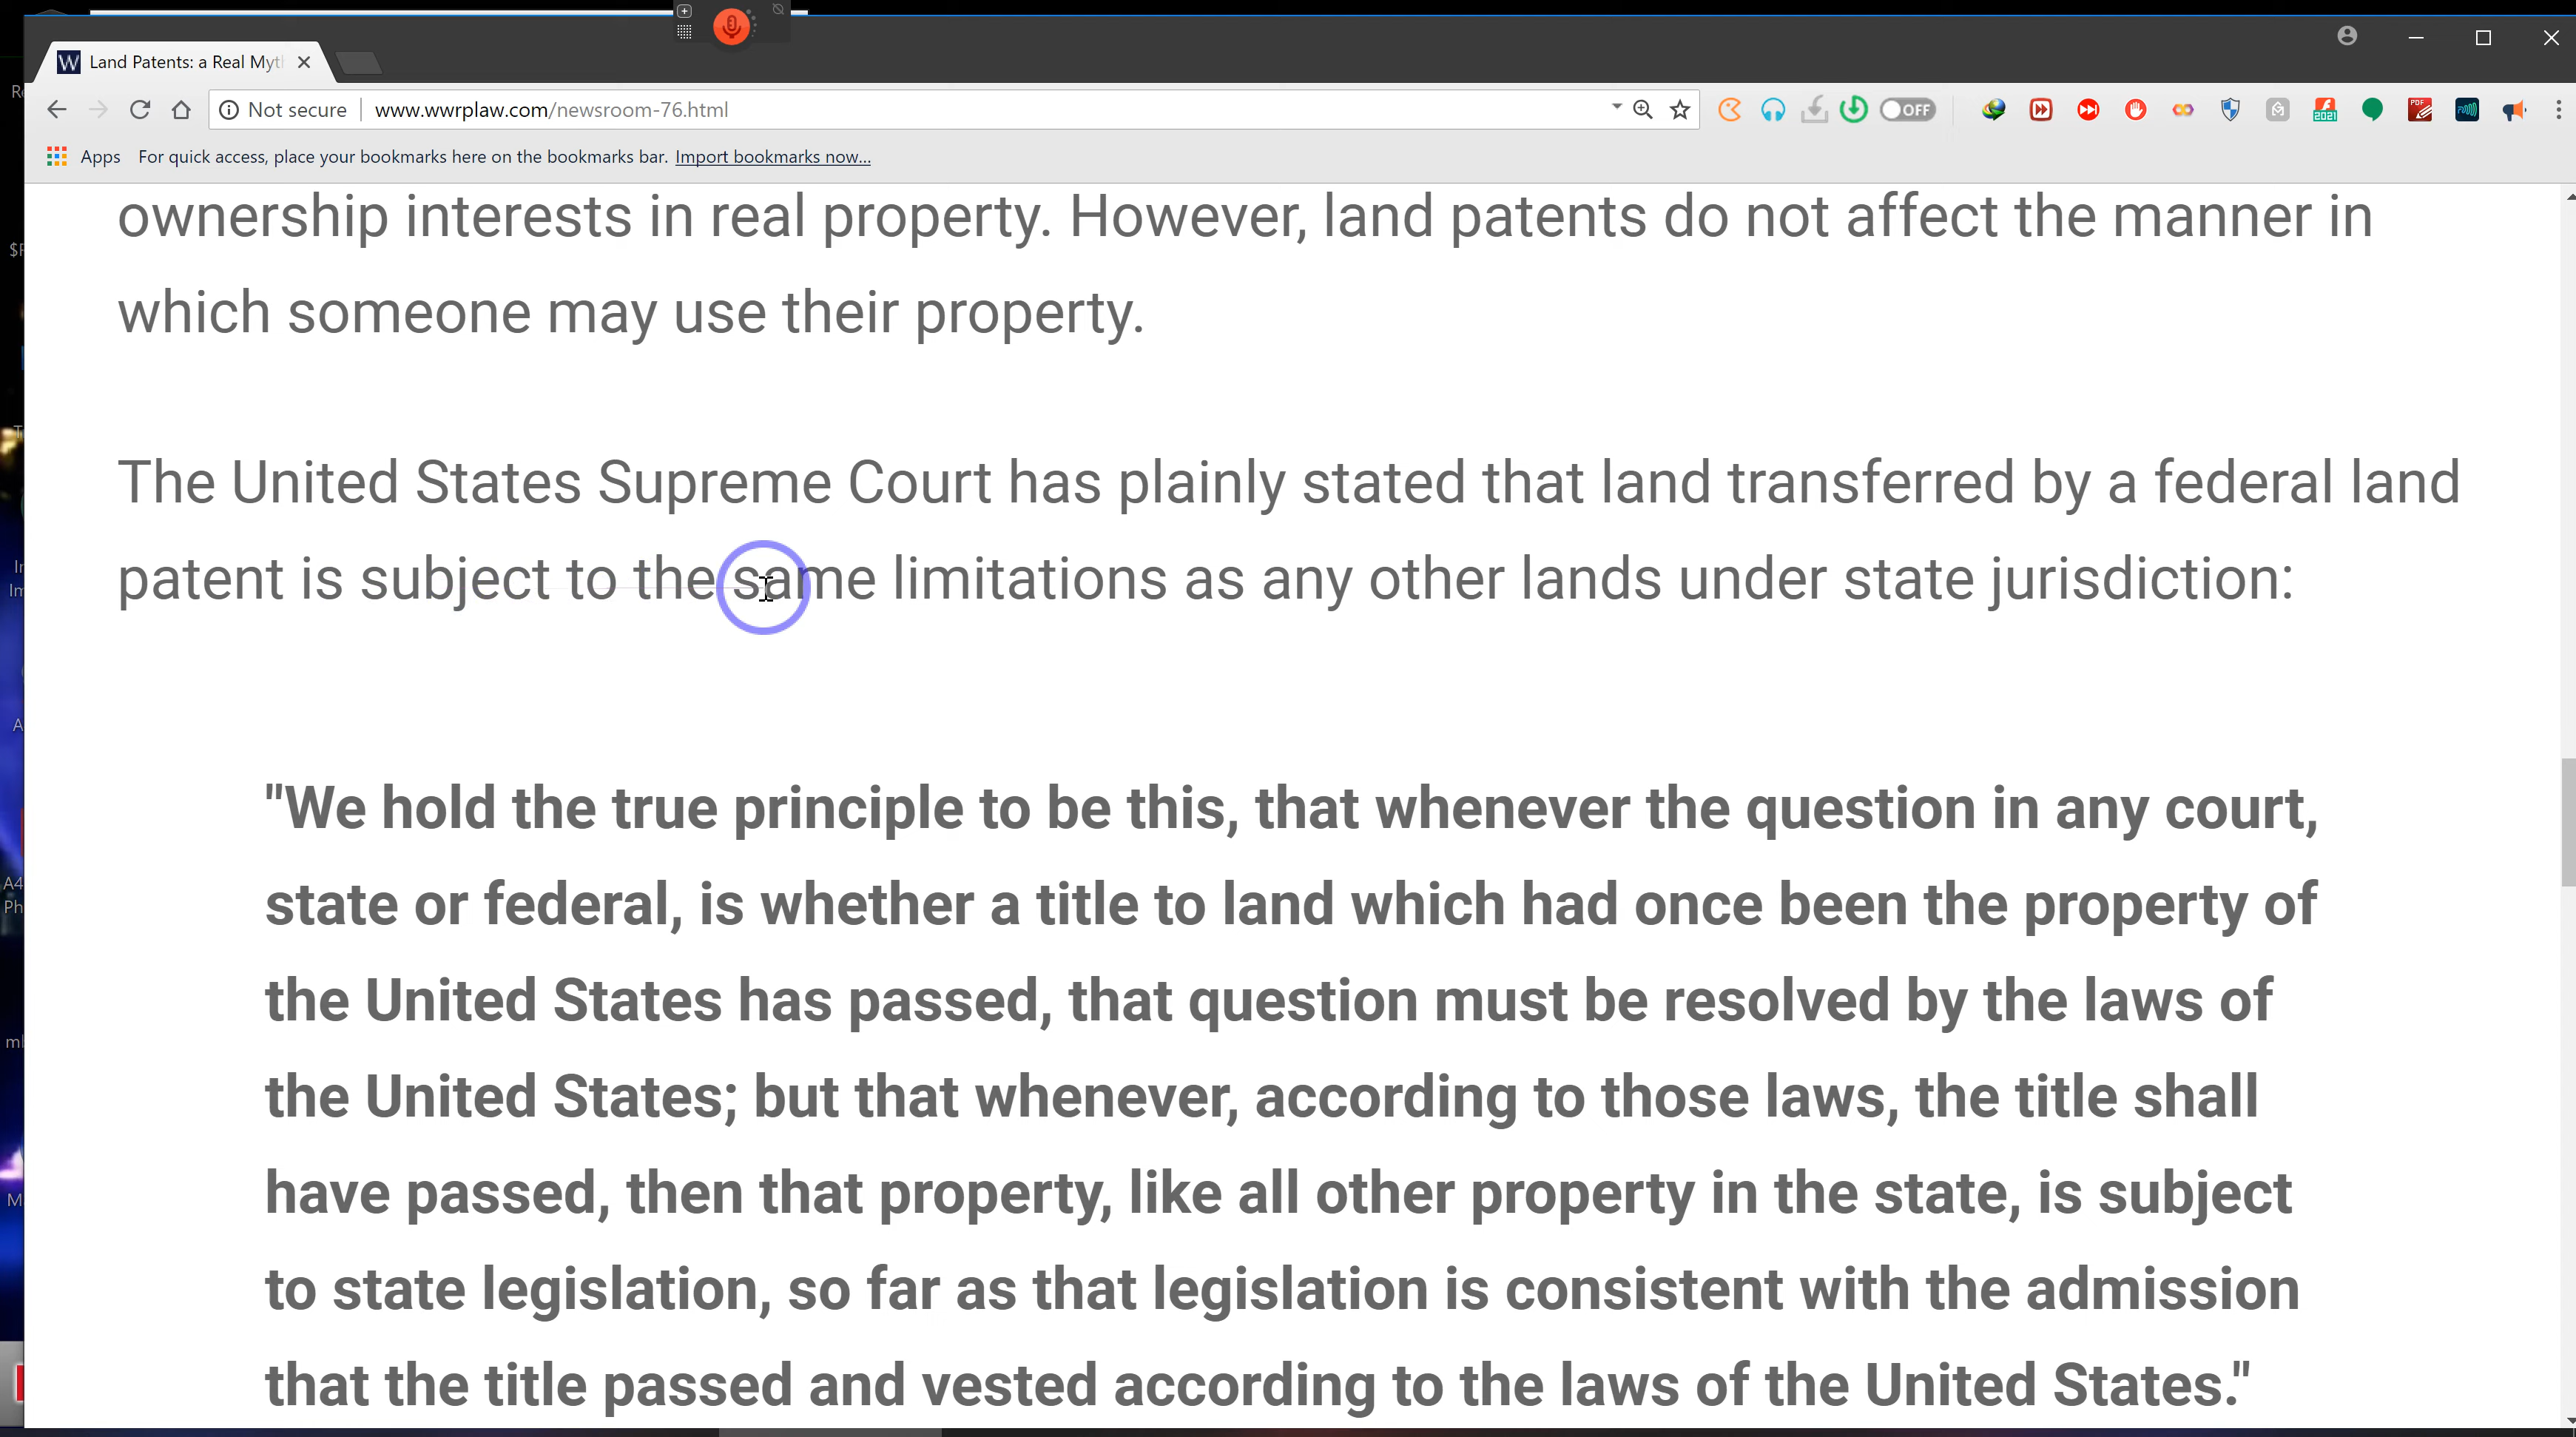 Land Patents: a Real Myt
Not secure
www.wwrplaw.com/newsroom-76.html
OFF
2021
PDF
Apps
For quick access, place your bookmarks here on the bookmarks bar. Import bookmarks now...
ownership interests in real property. However, land patents do not affect the manner in
which someone may use their property.
The United States Supreme Court has plainly stated that land transferred by a federal land
patent is subject to the same limitations as any other lands under state jurisdiction:
"We hold the true principle to be this, that whenever the question in any court,
state or federal, is whether a title to land which had once been the property of
the United States has passed, that question must be resolved by the laws of
the United States; but that whenever, according to those laws, the title shall
have passed, then that property, like all other property in the state, is subject
to state legislation, so far as that legislation is consistent with the admission
that the title passed and vested according to the laws of the United States."
A4
Ph